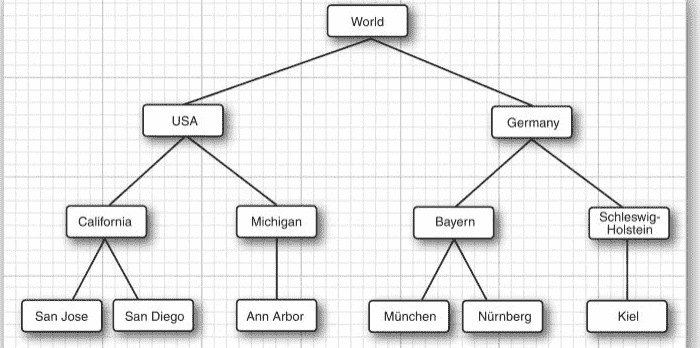 World
USA
Germany
California
Michigan
Bayern
Schleswig-
Holstein
San Jose
San Diego
Ann Arbor
München
Nürnberg
Kiel